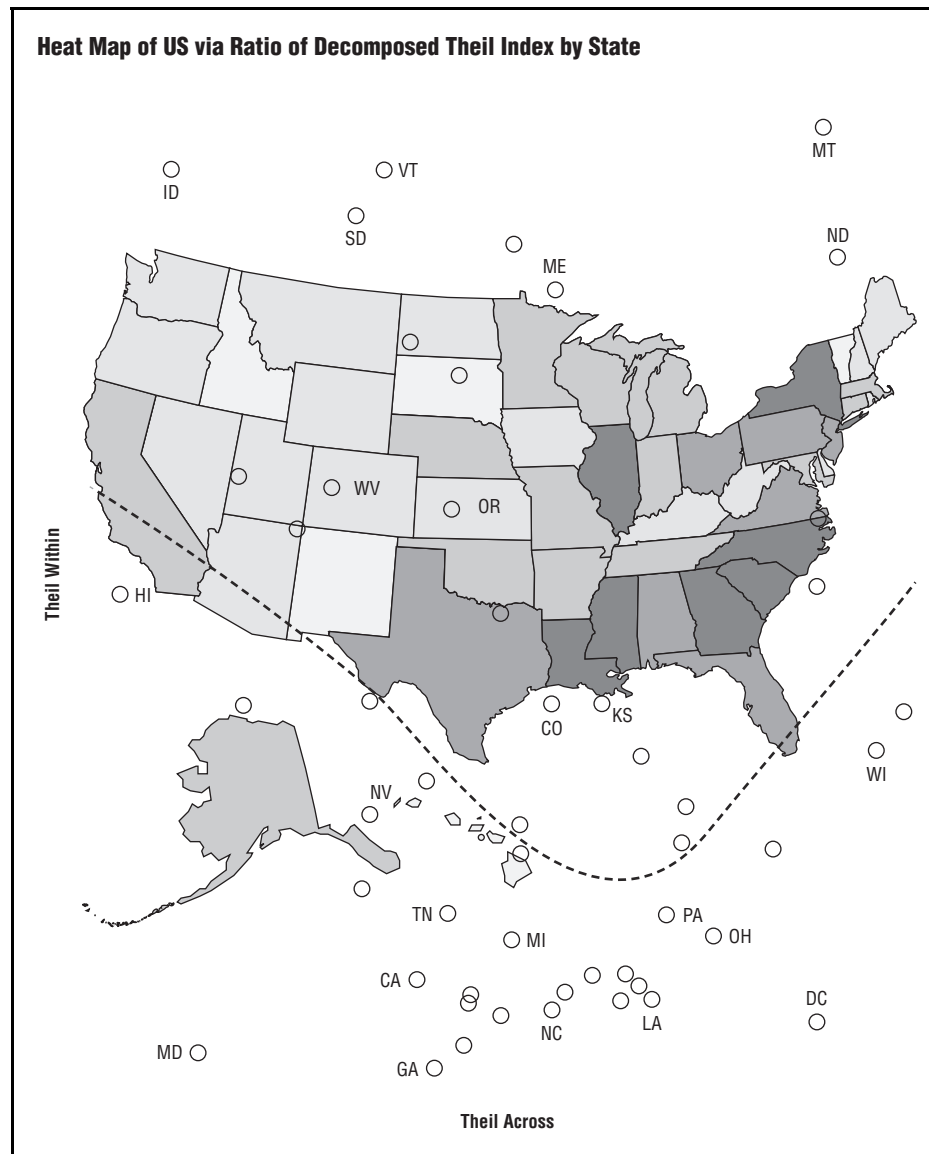 Heat Map of US via Ratio of Decomposed Theil Index by State
MT
ID
VT
SD
ND
ME
WV
OR
Theil Within
HI
CO
KS
WI
NV
TN
PA
MI
OH
CA
NC
LA
DC
MD
GA
Theil Across